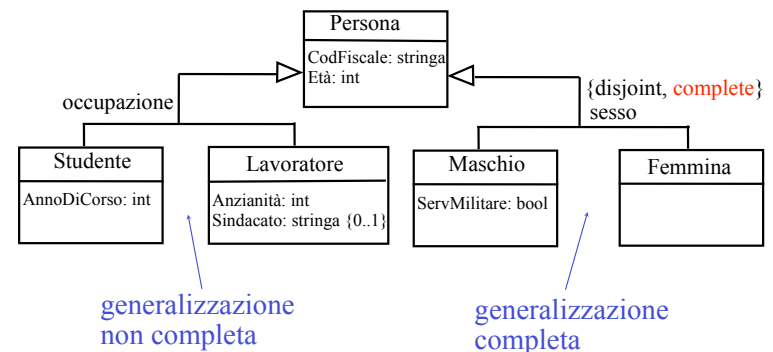 Persona
CodFiscale: stringa
Età: int
occupazione
{disjoint, complete}
sesso
Studente
AnnoDiCorso: int
Lavoratore
Anzianità: int
Sindacato: stringa {0..1}
Maschio
ServMilitare: bool
Femmina
generalizzazione
non completa
generalizzazione
completa